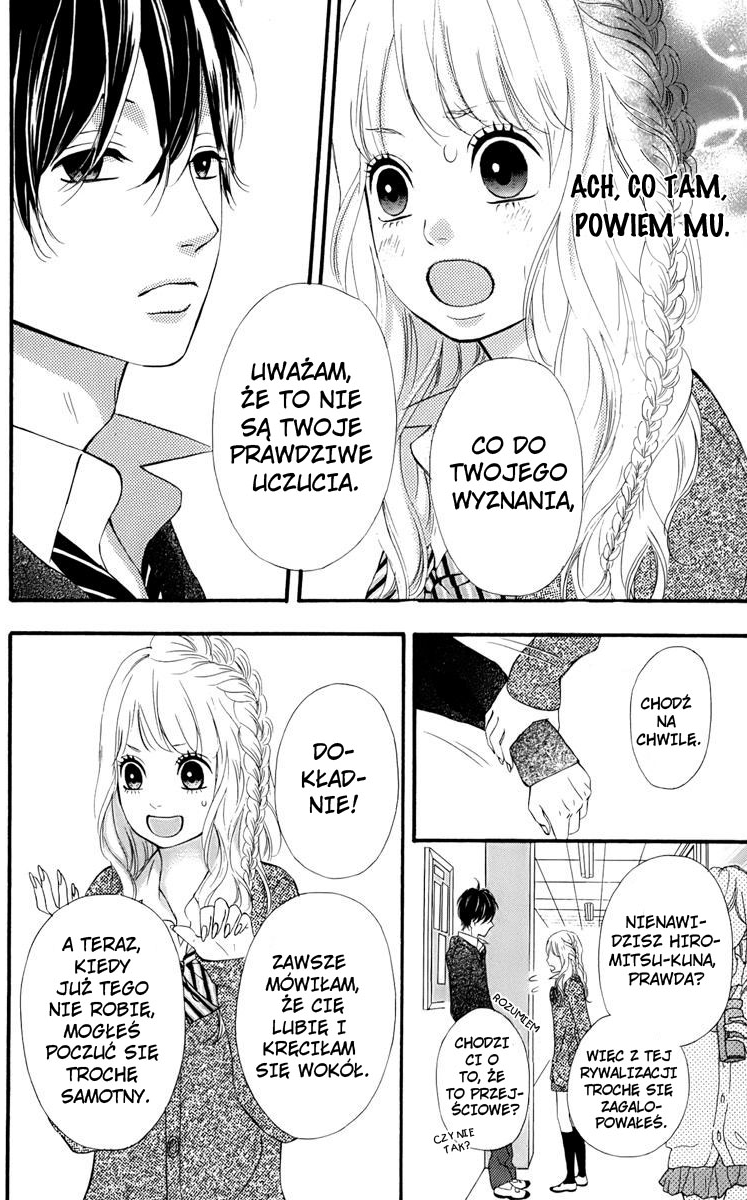 ACH, CO TAM,
POWIEM MU.
CO DO
TWOJEGO
WYZNANIA,
UWAŻAM,
ŻE TO NIE
SĄ TWOJE
PRAWDZIWE
UCZUCIA.
CHODŹ
NA
CHWILĘ.
NIENAWI-
DZISZ HIRO-
MITSU-KUNA,
PRAWDA?
WIĘC Z TEJ
RYWALIZACJI
TROCHĘ SIĘ
ZAGALO-
POWAŁEŚ.
ROZUMIEM
CHODZI
CI O
TO, ŻE
TO PRZEJ-
ŚCIOWE?
CZY NIE
TAK?
DO-
KŁAD-
NIE!
ZAWSZE
MÓWIŁAM,
ŻE CIĘ
LUBIĘ I
KRĘCIŁAM
SIĘ WOKÓŁ.
A TERAZ,
KIEDY
JUŻ TEGO
NIE ROBIĘ,
MOGŁEŚ
POCZUĆ SIĘ
TROCHĘ
SAMOTNY.